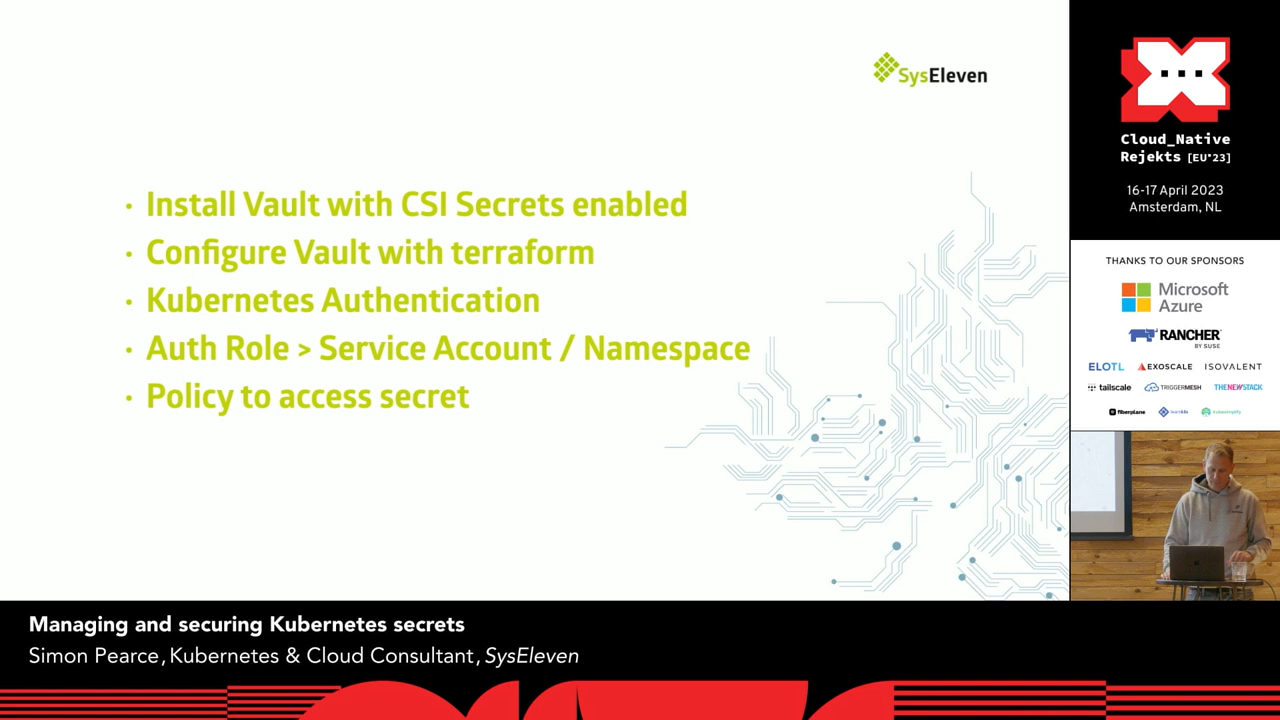 SysEleven
• Install Vault with CSI Secrets enabled
• Configure Vault with terraform
• Kubernetes Authentication
• Auth Role > Service Account / Namespace
• Policy to access secret
Cloud_Native
Rejekts [EU*23]
16-17 April 2023
Amsterdam, NL
THANKS TO OUR SPONSORS
Microsoft
Azure
RANCHER
BY SUSE
ELOTL EXOSCALE ISOVALENT
tailscale TRIGGERMESH THENEWSTACK
fiberplane
Managing and securing Kubernetes secrets
Simon Pearce, Kubernetes & Cloud Consultant, SysEleven